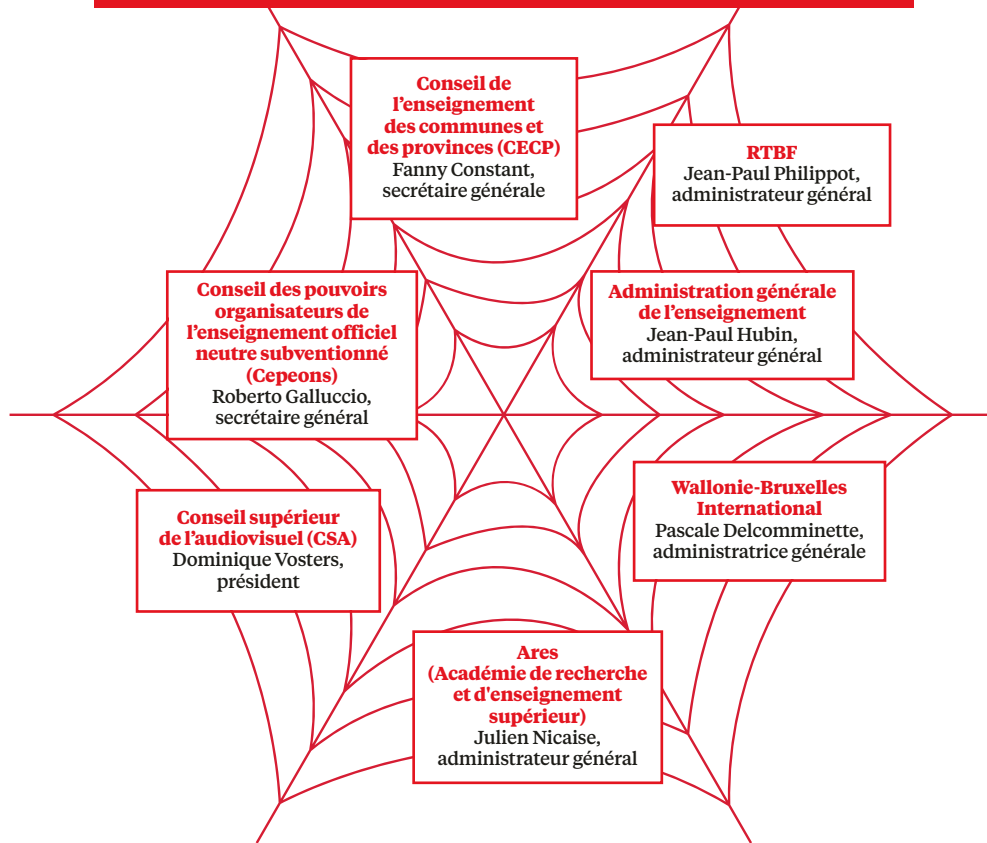 Conseil de
l’enseignement
des communes et
des provinces (CECP)
Fanny Constant,
secrétaire générale
RTBF
Jean-Paul Philippot,
administrateur général
Conseil des pouvoirs
organisateurs de
l’enseignement officiel
neutre subventionné
(Cepeons)
Roberto Galluccio,
secrétaire général
Administration générale
de l’enseignement
Jean-Paul Hubin,
administrateur général
Conseil supérieur
de l’audiovisuel (CSA)
Dominique Vosters,
président
Wallonie-Bruxelles
International
Pascale Delcomminette,
administratrice générale
Ares
(Académie de recherche
et d'enseignement
supérieur)
Julien Nicaise,
administrateur général